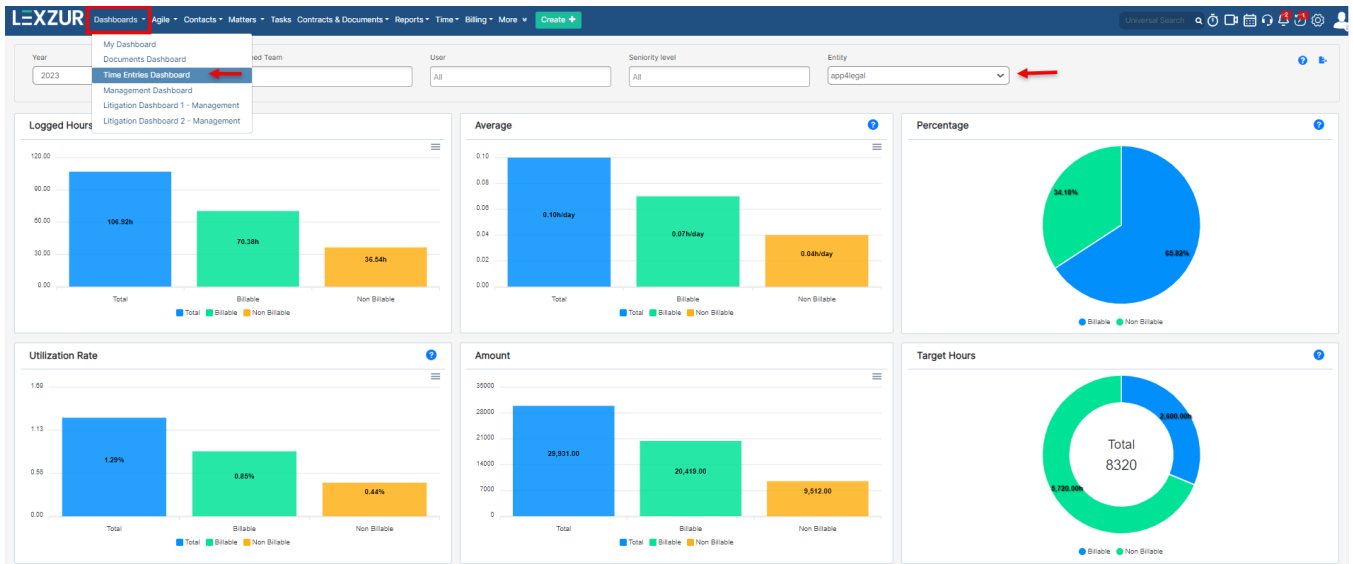 LEXZUR Dashboards Agile Contacts Matters Tasks Contracts & Documents Reports Time Billing More Create + Universal Search
My Dashboard
Documents Dashboard
Time Entries Dashboard
Management Dashboard
Litigation Dashboard 1 - Management
Litigation Dashboard 2 - Management
Year ed Team User Seniority level Entity
2023 All All app4legal
Logged Hours
120.00
90.00
60.00
30.00
0.00
106.92h
70.38h
36.54h
Total Billable Non Billable
Total Billable Non Billable
Average
0.10
0.08
0.06
0.04
0.02
0.00
0.10h/day
0.07h/day
0.04h/day
Total Billable Non Billable
Total Billable Non Billable
Percentage
34.18%
65.82%
Billable Non Billable
Utilization Rate
1.69
1.13
0.56
0.00
1.29%
0.85%
0.44%
Total Billable Non Billable
Total Billable Non Billable
Amount
35000
28000
21000
14000
7000
0
29,931.00
20,419.00
9,512.00
Total Billable Non Billable
Total Billable Non Billable
Target Hours
2,600.00h
Total
8320
5,720.00h
Billable Non Billable